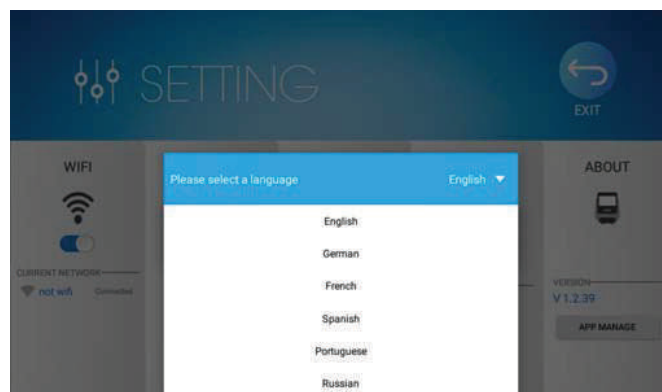 SETTING
EXIT
WIFI
ABOUT
Please select a language English
English
German
French
Spanish
Portuguese
Russian
CURRENT NETWORK
not wifi Connected
VERSION
V 1.2.39
APP MANAGE